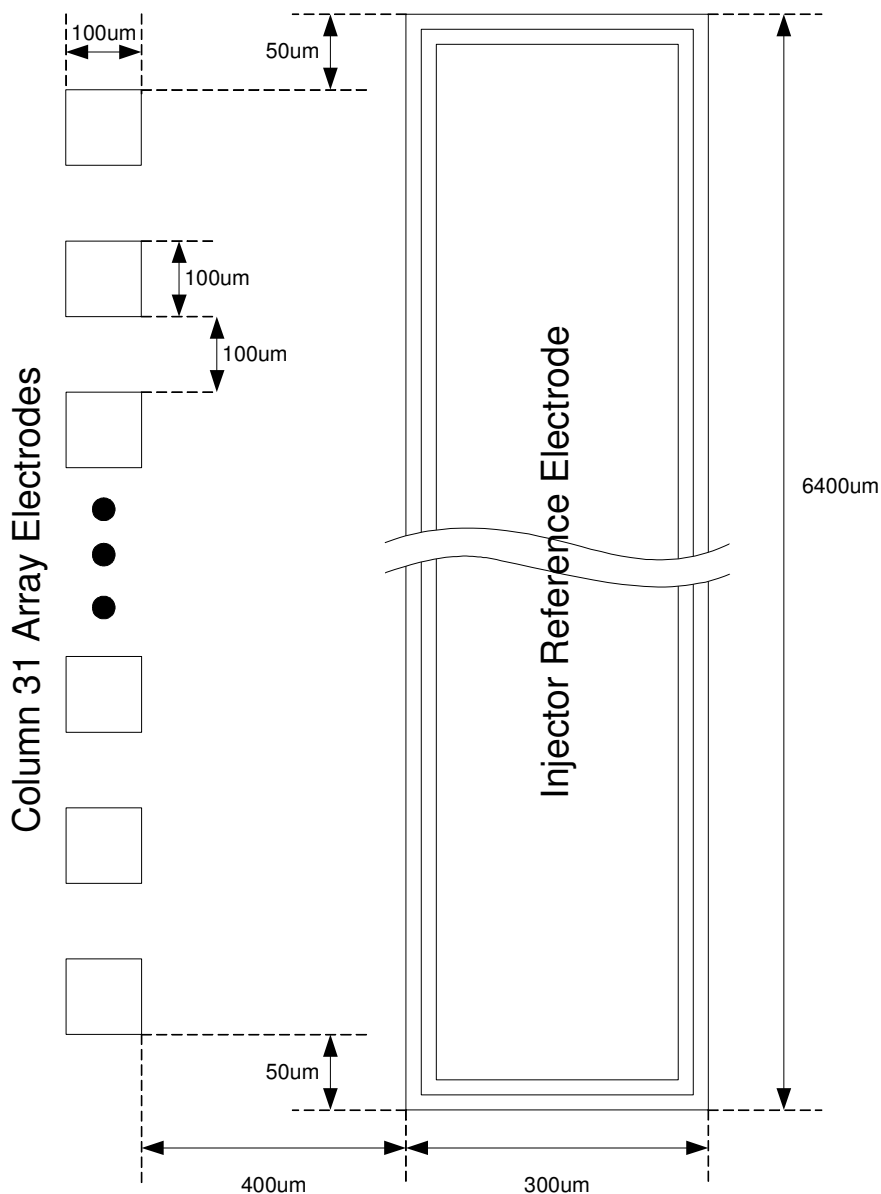 100um
50um
100um
100um
Column 31 Array Electrodes
Injector Reference Electrode
6400um
50um
400um
300um